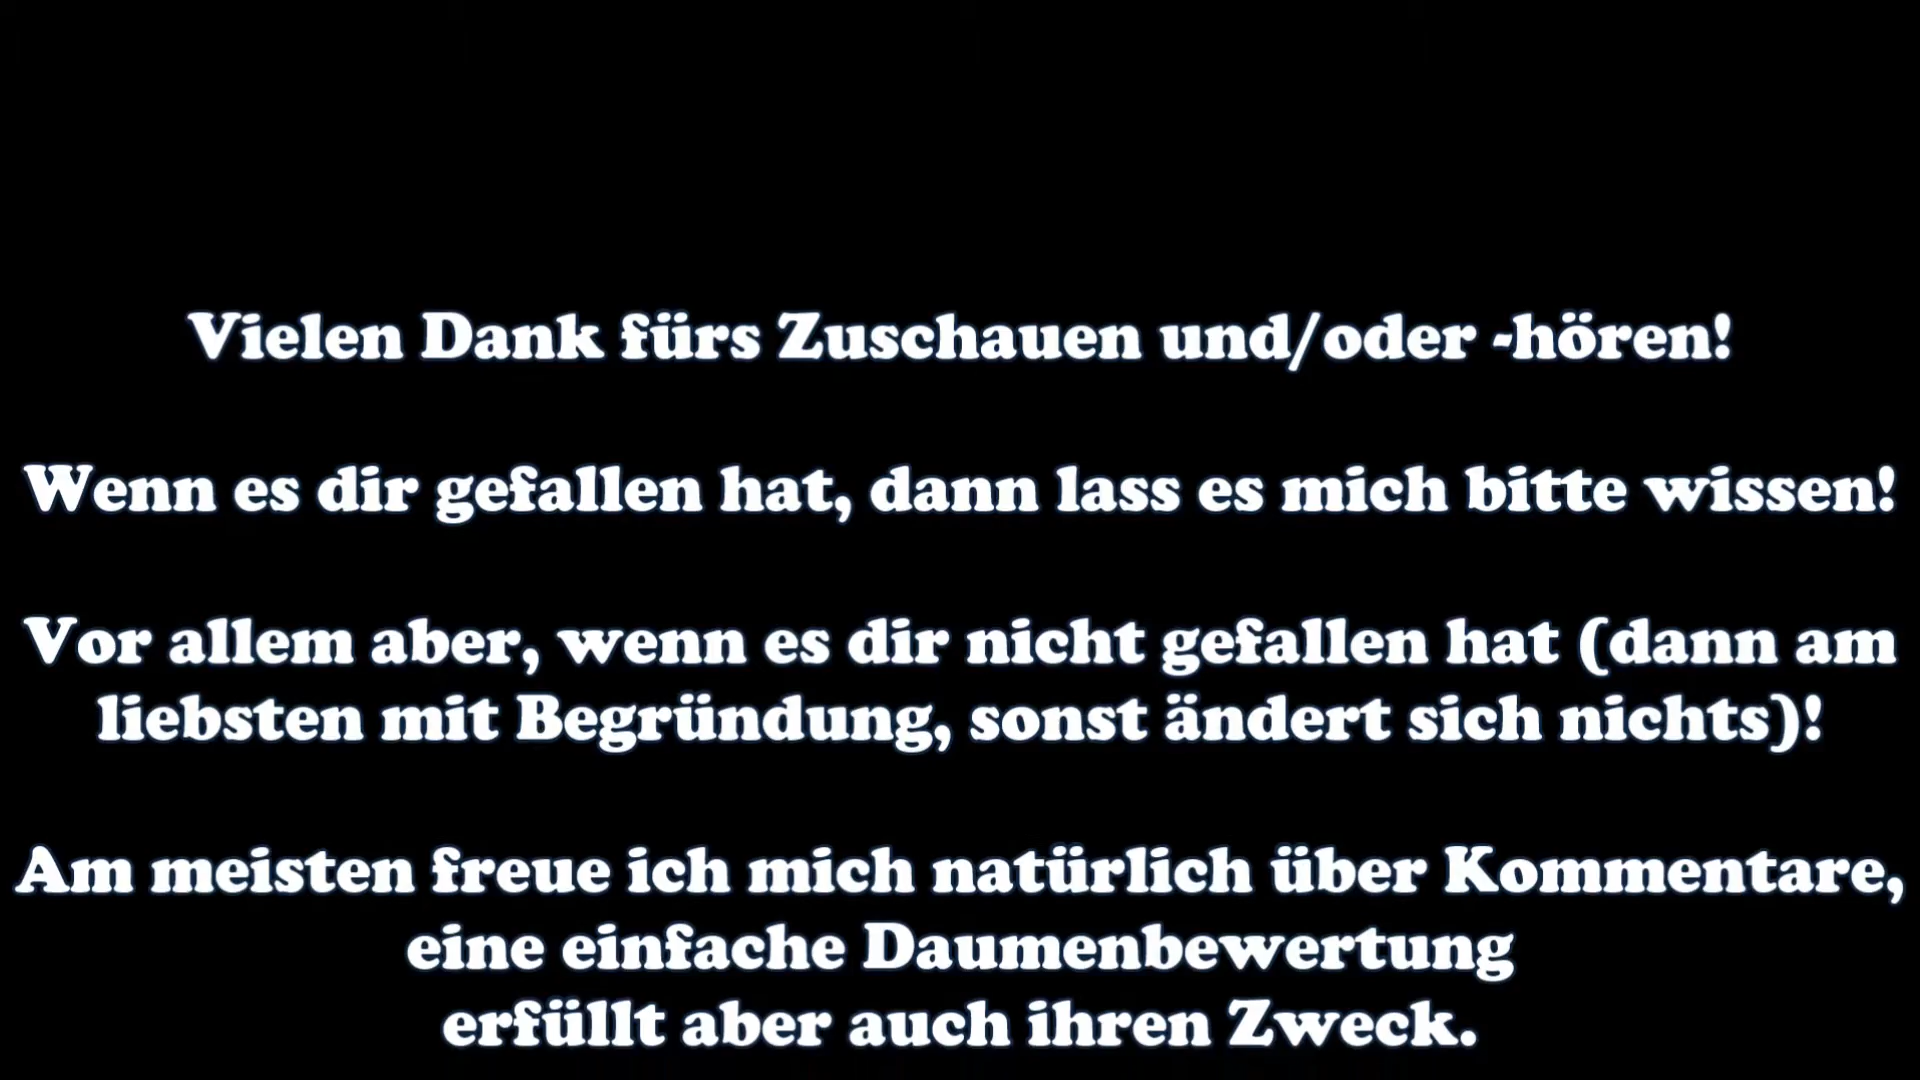 Vielen Dank fürs Zuschauen und/oder -hören!
Wenn es dir gefallen hat, dann lass es mich bitte wissen!
Vor allem aber, wenn es dir nicht gefallen hat (dann am
liebsten mit Begründung, sonst ändert sich nichts)!
Am meisten freue ich mich natürlich über Kommentare,
eine einfache Daumenbewertung
erfüllt aber auch ihren Zweck.